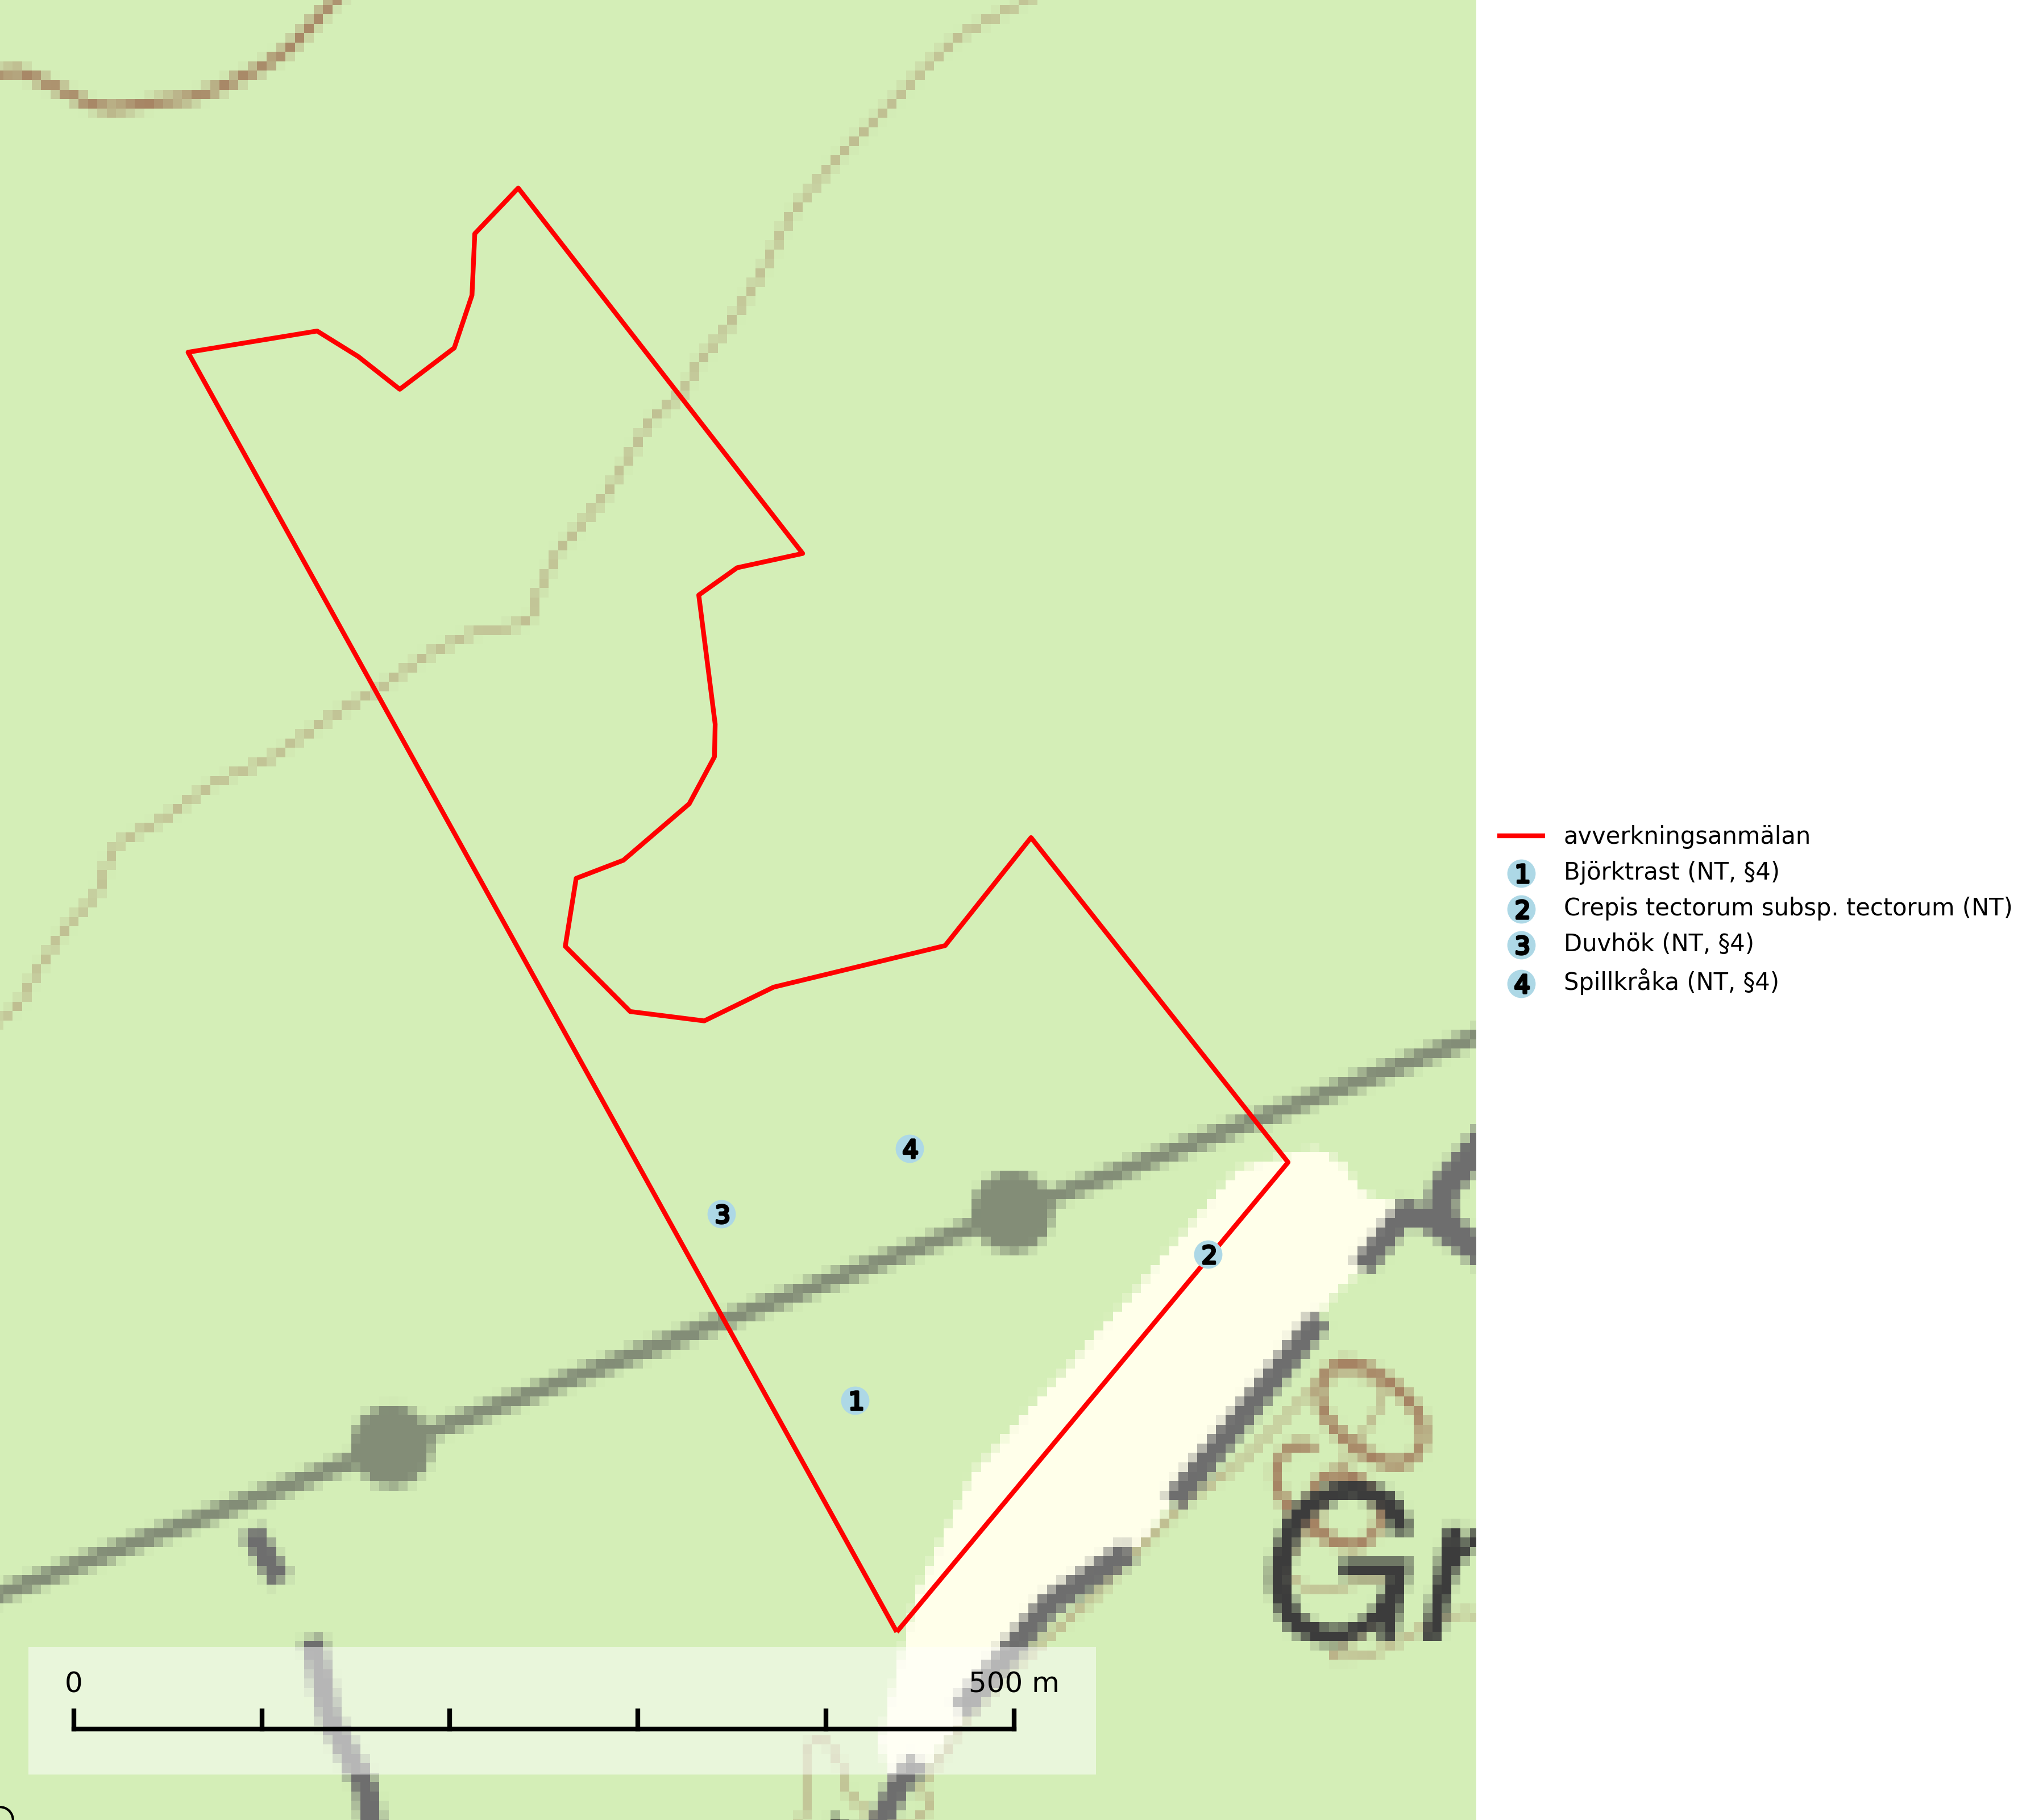 avverkningsanmälan
1 Björktrast (NT, §4)
2 Crepis tectorum subsp. tectorum (NT)
3 Duvhök (NT, §4)
4 Spillkråka (NT, §4)
4
3
2
1
0 500 m